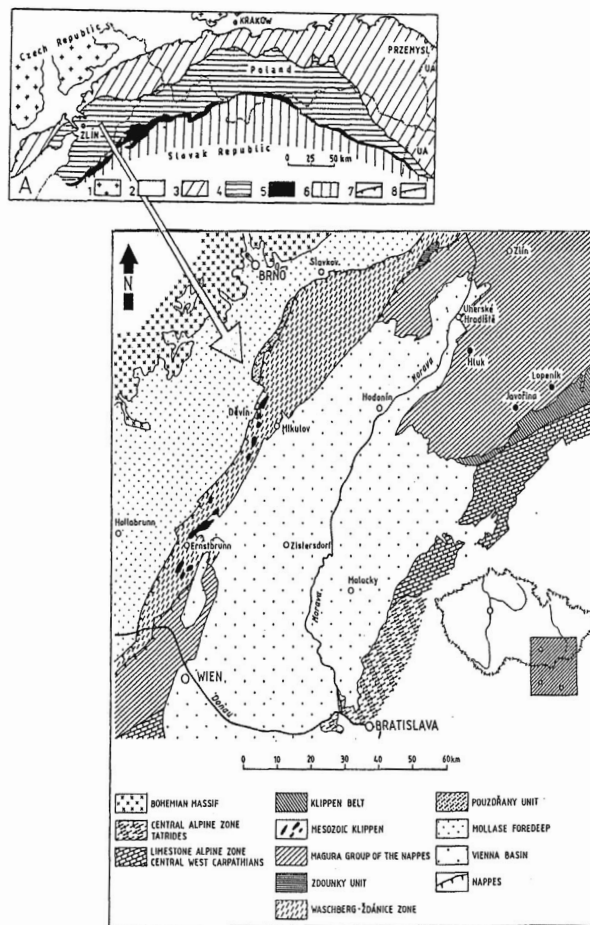 KRAKOW
Czech Republic
PRZEMYSL
UA
Poland
ZLIN
UA
Slovak Republic
0 25 50 km
A 1 2 3 4 5 6 7 8
N
BRNO
Slavkov
Zlín
Uherské
Hradiště
Hluk
Morava
Lopeník
Javořina
Hodonín
Děvín
Mikulov
Hollabrunn
Ernstbrunn
Zistersdorf
Malacky
Morava
WIEN
Donau
BRATISLAVA
0 10 20 30 40 60km
BOHEMIAN MASSIF
CENTRAL ALPINE ZONE
TATRIDES
LIMESTONE ALPINE ZONE
CENTRAL WEST CARPATHIANS
KLIPPEN BELT
MESOZOIC KLIPPEN
MAGURA GROUP OF THE NAPPES
ZDOUNKY UNIT
WASCHBERG-ŽDÁNICE ZONE
POUZDŘANY UNIT
MOLLASE FOREDEEP
VIENNA BASIN
NAPPES